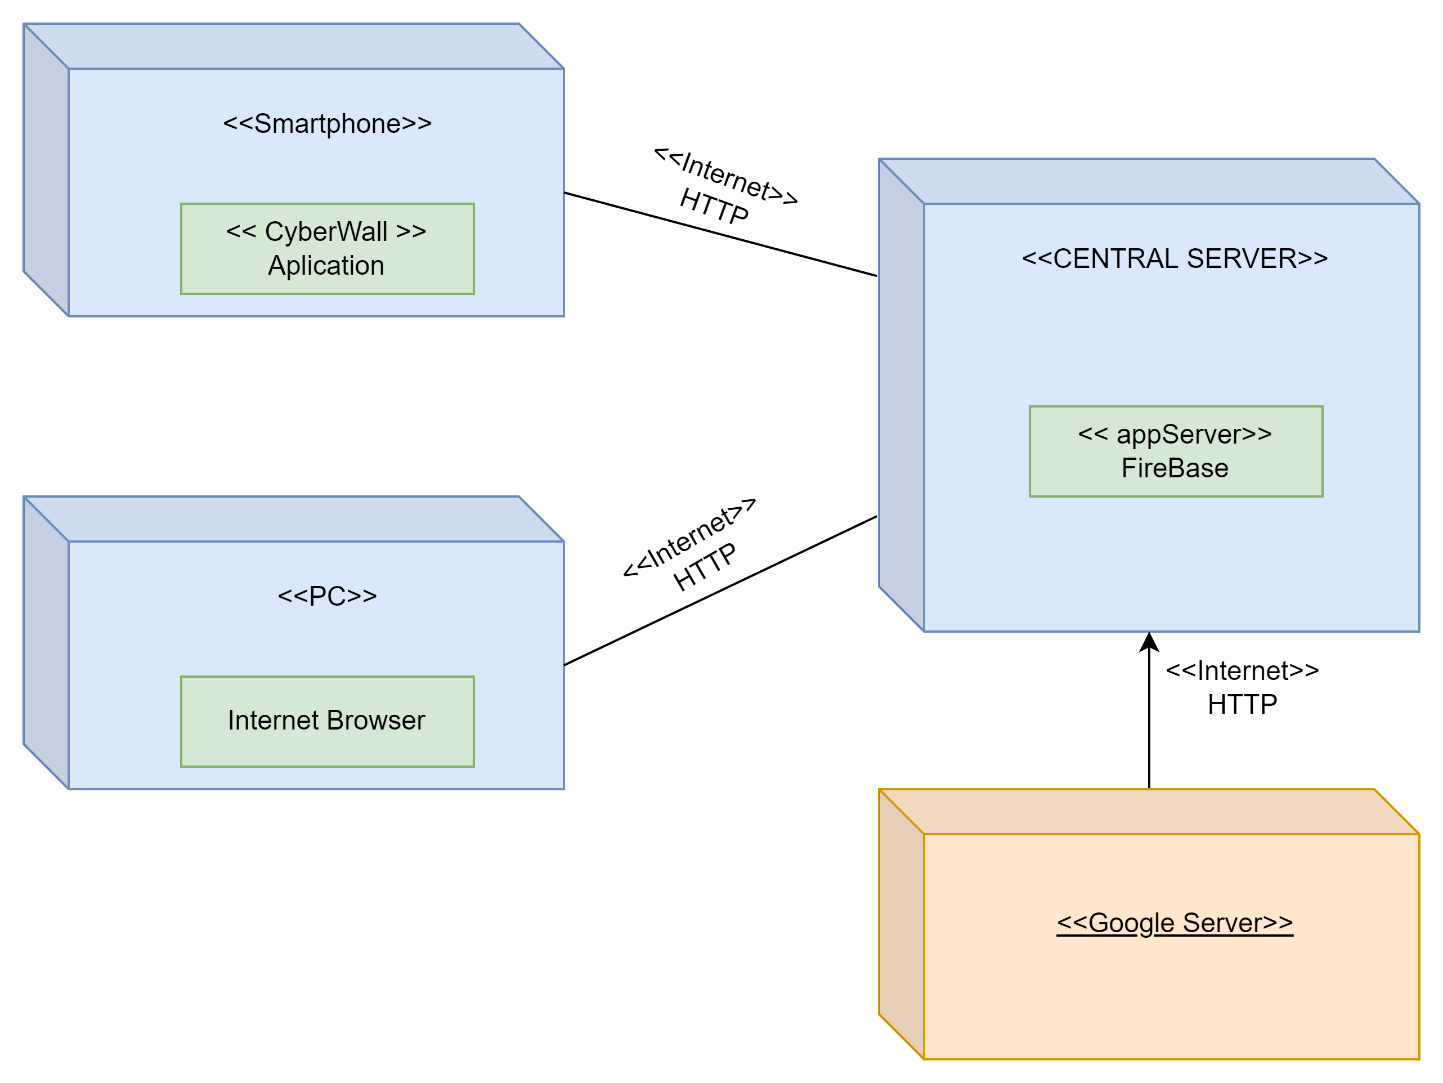 <<Smartphone>>
<< CyberWall >>
Aplication
<<Internet>>
HTTP
<<CENTRAL SERVER>>
<< appServer>>
FireBase
<<PC>>
Internet Browser
<<Internet>>
HTTP
<<Internet>>
HTTP
<<Google Server>>